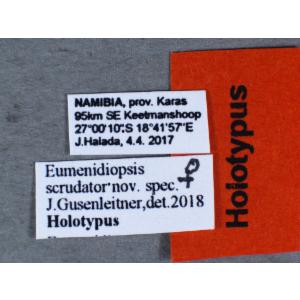 NAMIBIA, prov. Karas
95km SE Keetmanshoop
27°00'10".S 18°41'57"E
J.Halada, 4.4. 2017
Eumenidiopsis ♀
scrudator nov. spec.
J.Gusenleitner,det.2018
Holotypus
Holotypus